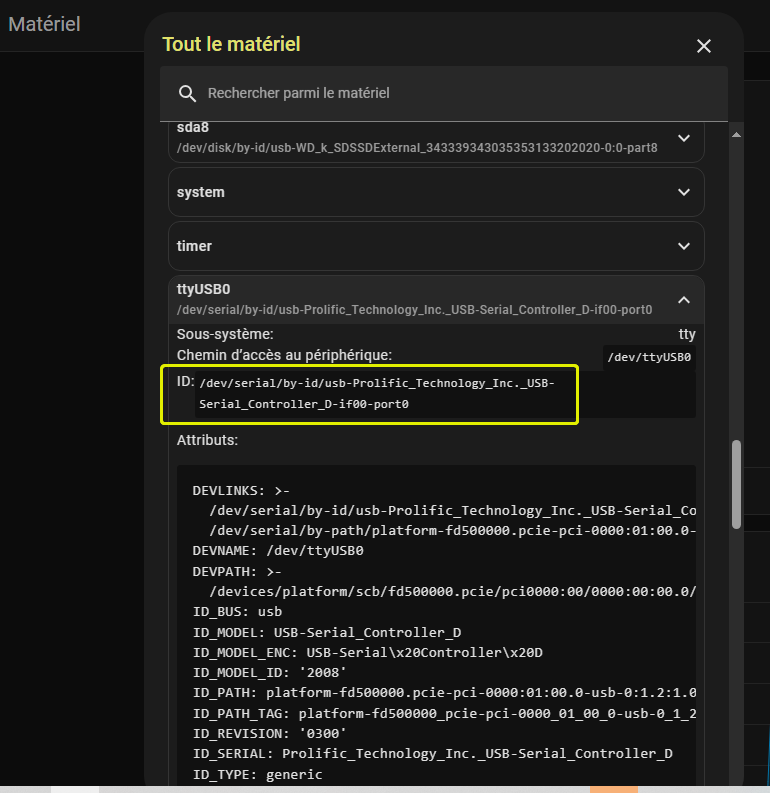 Matériel
Tout le matériel
Rechercher parmi le matériel
sda8
/dev/disk/by-id/usb-WD_k_SDSSDExternal_343339343035353133202020-0:0-part8
system
timer
ttyUSB0
/dev/serial/by-id/usb-Prolific_Technology_Inc._USB-Serial_Controller_D-if00-port0
Sous-système: tty
Chemin d’accès au périphérique: /dev/ttyUSB0
ID: /dev/serial/by-id/usb-Prolific_Technology_Inc._USB-
Serial_Controller_D-if00-port0
Attributs:
DEVLINKS: >-
/dev/serial/by-id/usb-Prolific_Technology_Inc._USB-Serial_Co
/dev/serial/by-path/platform-fd500000.pcie-pci-0000:01:00.0-
DEVNAME: /dev/ttyUSB0
DEVPATH: >-
/devices/platform/scb/fd500000.pcie/pci0000:00/0000:00:00.0/
ID_BUS: usb
ID_MODEL: USB-Serial_Controller_D
ID_MODEL_ENC: USB-Serial\x20Controller\x20D
ID_MODEL_ID: '2008'
ID_PATH: platform-fd500000.pcie-pci-0000:01:00.0-usb-0:1.2:1.0
ID_PATH_TAG: platform-fd500000_pcie-pci-0000_01_00_0-usb-0_1_2
ID_REVISION: '0300'
ID_SERIAL: Prolific_Technology_Inc._USB-Serial_Controller_D
ID_TYPE: generic